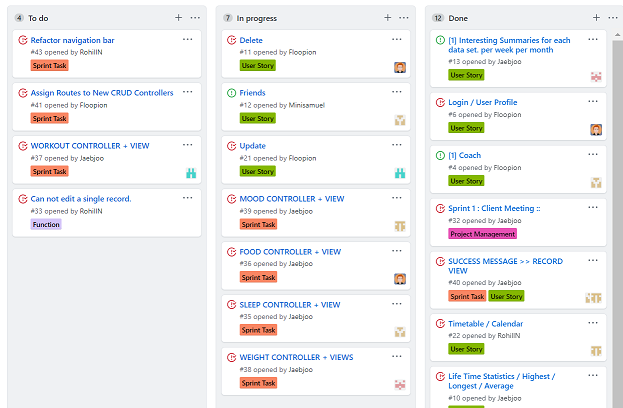 4 To do
Refactor navigation bar
#43 opened by RohilIN
Sprint Task
Assign Routes to New CRUD Controllers
#41 opened by Floopion
Sprint Task
WORKOUT CONTROLLER + VIEW
#37 opened by Jaebjoo
Sprint Task
Can not edit a single record.
#33 opened by RohilIN
Function
7 In progress
Delete
#11 opened by Floopion
User Story
Friends
#12 opened by Minisamuel
User Story
Update
#21 opened by Floopion
User Story
MOOD CONTROLLER + VIEW
#39 opened by Jaebjoo
Sprint Task
FOOD CONTROLLER + VIEW
#36 opened by Jaebjoo
Sprint Task
SLEEP CONTROLLER + VIEW
#35 opened by Jaebjoo
Sprint Task
WEIGHT CONTROLLER + VIEWS
#38 opened by Jaebjoo
Sprint Task
12 Done
[1] Interesting Summaries for each
data set. per week per month
#13 opened by Jaebjoo
User Story
Login / User Profile
#6 opened by Floopion
User Story
[1] Coach
#4 opened by Floopion
User Story
Sprint 1 : Client Meeting ::
#32 opened by Jaebjoo
Project Management
SUCCESS MESSAGE >> RECORD
VIEW
#40 opened by Jaebjoo
Sprint Task User Story
Timetable / Calendar
#22 opened by RohilIN
User Story
Life Time Statistics / Highest /
Longest / Average
#10 opened by Jaebjoo
User Story